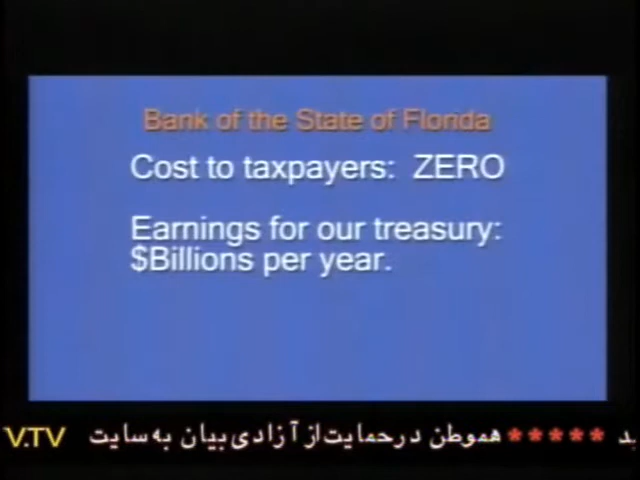 Bank of the State of Florida
Cost to taxpayers: ZERO
Earnings for our treasury:
$Billions per year.
هموطن درحمایت‌از آزادی‌بیان به‌سایت V.TV *****